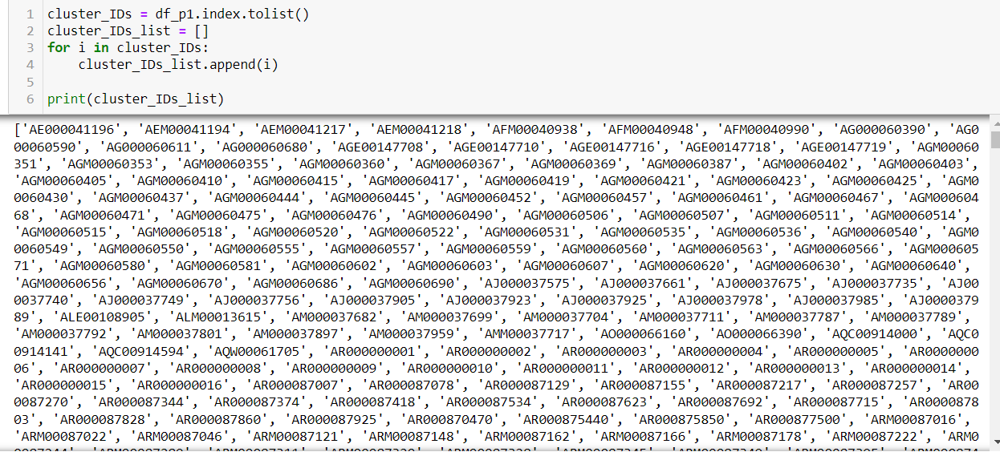 1 cluster_IDs = df_p1.index.tolist()
2 cluster_IDs_list = []
3 for i in cluster_IDs:
4     cluster_IDs_list.append(i)
5
6 print(cluster_IDs_list)
['AE000041196', 'AEM00041194', 'AEM00041217', 'AEM00041218', 'AFM00040938', 'AFM00040948', 'AFM00040990', 'AG000060390', 'AG0
00060590', 'AG000060611', 'AG000060680', 'AGE00147708', 'AGE00147710', 'AGE00147716', 'AGE00147718', 'AGE00147719', 'AGM00060
351', 'AGM00060353', 'AGM00060355', 'AGM00060360', 'AGM00060367', 'AGM00060369', 'AGM00060387', 'AGM00060402', 'AGM00060403',
'AGM00060405', 'AGM00060410', 'AGM00060415', 'AGM00060417', 'AGM00060419', 'AGM00060421', 'AGM00060423', 'AGM00060425', 'AGM0
0060430', 'AGM00060437', 'AGM00060444', 'AGM00060445', 'AGM00060452', 'AGM00060457', 'AGM00060461', 'AGM00060467', 'AGM000604
68', 'AGM00060471', 'AGM00060475', 'AGM00060476', 'AGM00060490', 'AGM00060506', 'AGM00060507', 'AGM00060511', 'AGM00060514',
'AGM00060515', 'AGM00060518', 'AGM00060520', 'AGM00060522', 'AGM00060531', 'AGM00060535', 'AGM00060536', 'AGM00060540', 'AGM0
0060549', 'AGM00060550', 'AGM00060555', 'AGM00060557', 'AGM00060559', 'AGM00060560', 'AGM00060563', 'AGM00060566', 'AGM000605
71', 'AGM00060580', 'AGM00060581', 'AGM00060602', 'AGM00060603', 'AGM00060607', 'AGM00060620', 'AGM00060630', 'AGM00060640',
'AGM00060656', 'AGM00060670', 'AGM00060686', 'AGM00060690', 'AJ000037575', 'AJ000037661', 'AJ000037675', 'AJ000037735', 'AJ00
0037740', 'AJ000037749', 'AJ000037756', 'AJ000037905', 'AJ000037923', 'AJ000037925', 'AJ000037978', 'AJ000037985', 'AJ0000379
89', 'ALE00108905', 'ALM00013615', 'AM000037682', 'AM000037699', 'AM000037704', 'AM000037711', 'AM000037787', 'AM000037789',
'AM000037792', 'AM000037801', 'AM000037897', 'AM000037959', 'AMM00037717', 'AO000066160', 'AO000066390', 'AQC00914000', 'AQC0
0914141', 'AQC00914594', 'AQW00061705', 'AR000000001', 'AR000000002', 'AR000000003', 'AR000000004', 'AR000000005', 'AR0000000
06', 'AR000000007', 'AR000000008', 'AR000000009', 'AR000000010', 'AR000000011', 'AR000000012', 'AR000000013', 'AR000000014',
'AR000000015', 'AR000000016', 'AR000087007', 'AR000087078', 'AR000087129', 'AR000087155', 'AR000087217', 'AR000087257', 'AR00
0087270', 'AR000087344', 'AR000087374', 'AR000087418', 'AR000087534', 'AR000087623', 'AR000087692', 'AR000087715', 'AR0000878
03', 'AR000087828', 'AR000087860', 'AR000087925', 'AR000870470', 'AR000875440', 'AR000875850', 'AR000877500', 'ARM00087016',
'ARM00087022', 'ARM00087046', 'ARM00087121', 'ARM00087148', 'ARM00087162', 'ARM00087166', 'ARM00087178', 'ARM00087222', 'ARM0